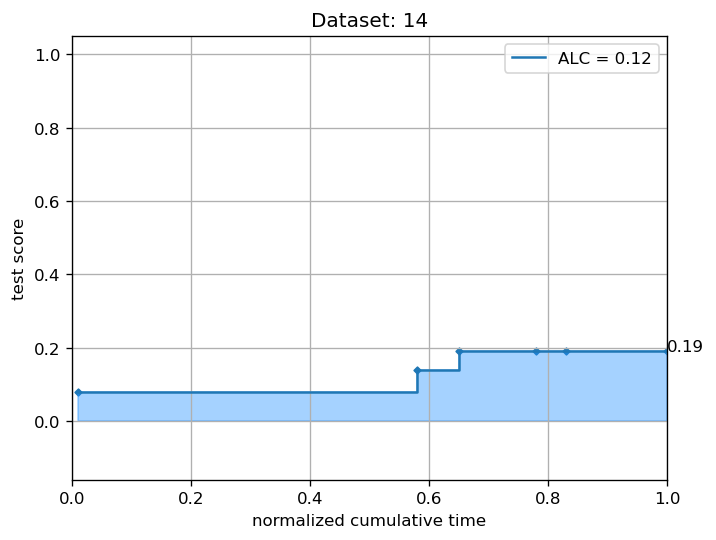 Dataset: 14
ALC = 0.12
1.0
0.8
0.6
0.4
0.2
0.0
test score
0.19
0.0 0.2 0.4 0.6 0.8 1.0
normalized cumulative time